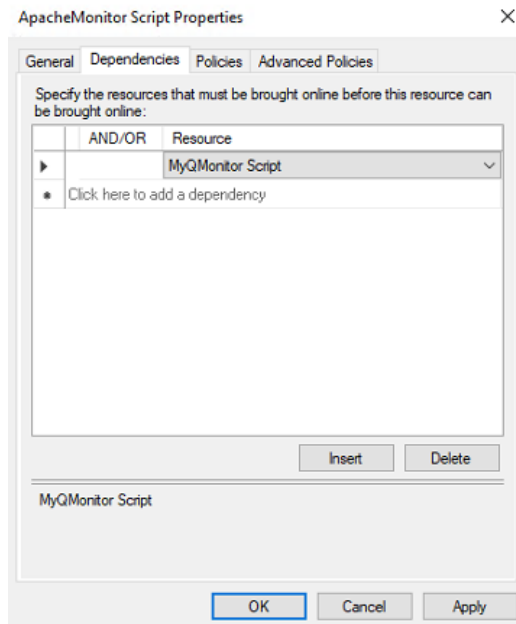 ApacheMonitor Script Properties
General Dependencies Policies Advanced Policies
Specify the resources that must be brought online before this resource can
be brought online:
AND/OR Resource
MyQMonitor Script
Click here to add a dependency
Insert Delete
MyQMonitor Script
OK Cancel Apply